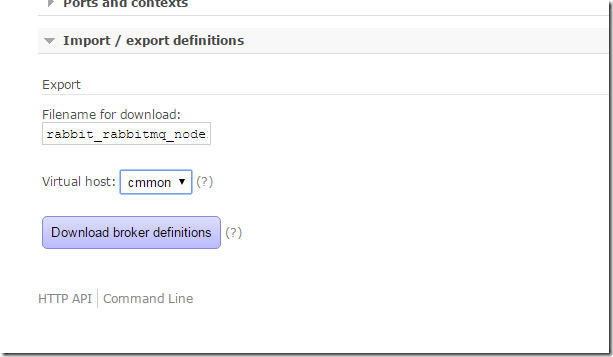 Ports and contexts
Import / export definitions
Export
Filename for download:
rabbit_rabbitmq_node
Virtual host: cmmon (?)
Download broker definitions (?)
HTTP API Command Line